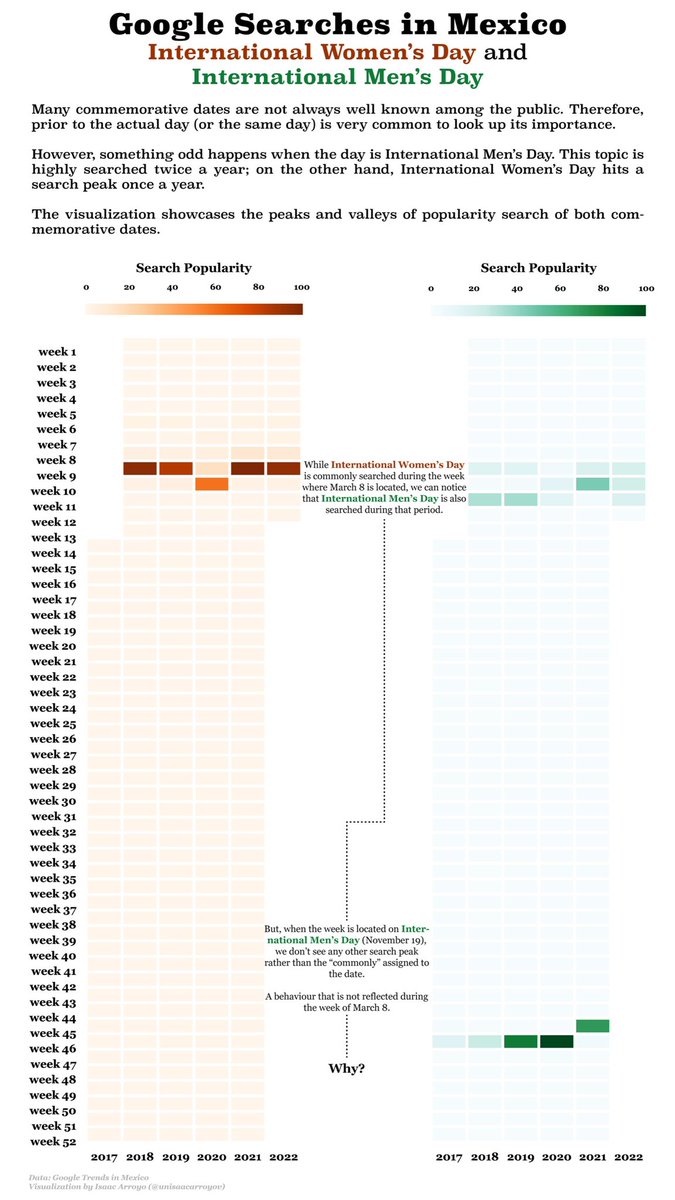 Google Searches in Mexico
International Women's Day and
International Men's Day
Many commemorative dates are not always well known among the public. Therefore,
prior to the actual day (or the same day) is very common to look up its importance.
However, something odd happens when the day is International Men's Day. This topic is
highly searched twice a year; on the other hand, International Women's Day hits a
search peak once a year.
The visualization showcases the peaks and valleys of popularity search of both com-
memorative dates.
Search Popularity
0 20 40 60 80 100
Search Popularity
0 20 40 60 80 100
week 1
week 2
week 3
week 4
week 5
week 6
week 7
week 8
week 9
week 10
week 11
week 12
week 13
week 14
week 15
week 16
week 17
week 18
week 19
week 20
week 21
week 22
week 23
week 24
week 25
week 26
week 27
week 28
week 29
week 30
week 31
week 32
week 33
week 34
week 35
week 36
week 37
week 38
week 39
week 40
week 41
week 42
week 43
week 44
week 45
week 46
week 47
week 48
week 49
week 50
week 51
week 52
While International Women's Day
is commonly searched during the week
where March 8 is located, we can notice
that International Men's Day is also
searched during that period.
But, when the week is located on Inter-
national Men's Day (November 19),
we don't see any other search peak
rather than the "commonly" assigned to
the date.
A behaviour that is not reflected during
the week of March 8.
Why?
2017 2018 2019 2020 2021 2022
2017 2018 2019 2020 2021 2022
Data: Google Trends in Mexico
Visualization by Isaac Arroyo (@unisaacarroyov)